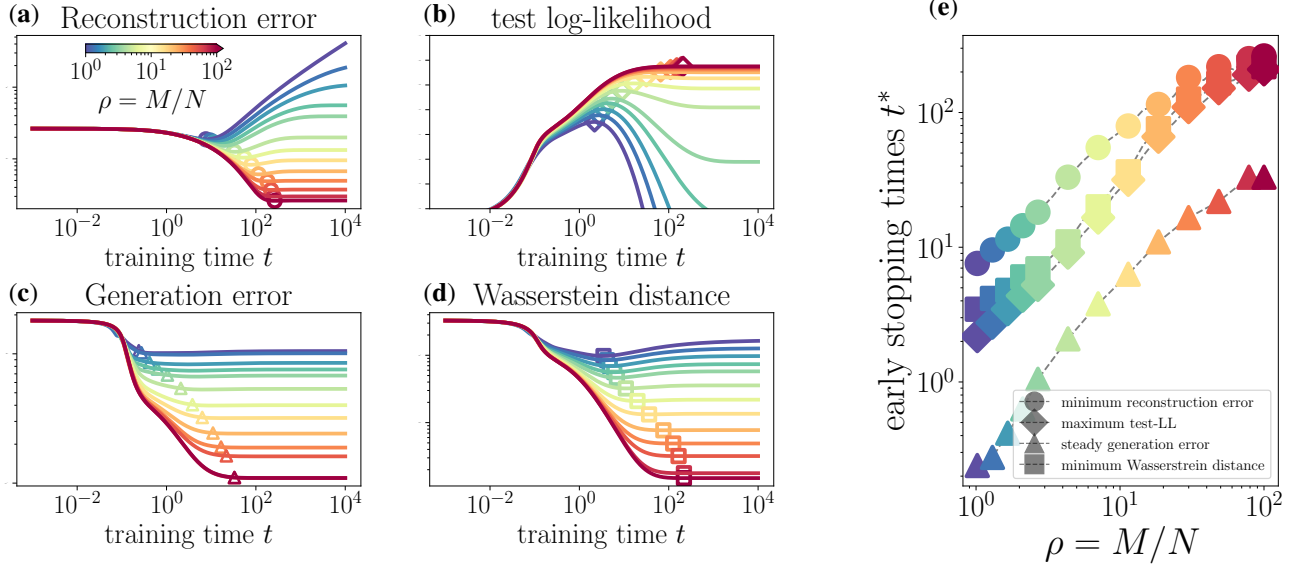 (a) Reconstruction error
10^0 10^1 10^2
ρ = M/N
10^−2 10^0 10^2 10^4
training time t
(b) test log-likelihood
10^−2 10^0 10^2 10^4
training time t
(c) Generation error
10^−2 10^0 10^2 10^4
training time t
(d) Wasserstein distance
10^−2 10^0 10^2 10^4
training time t
(e)
early stopping times t*
10^2
10^1
10^0
minimum reconstruction error
maximum test-LL
steady generation error
minimum Wasserstein distance
10^0 10^1 10^2
ρ = M/N